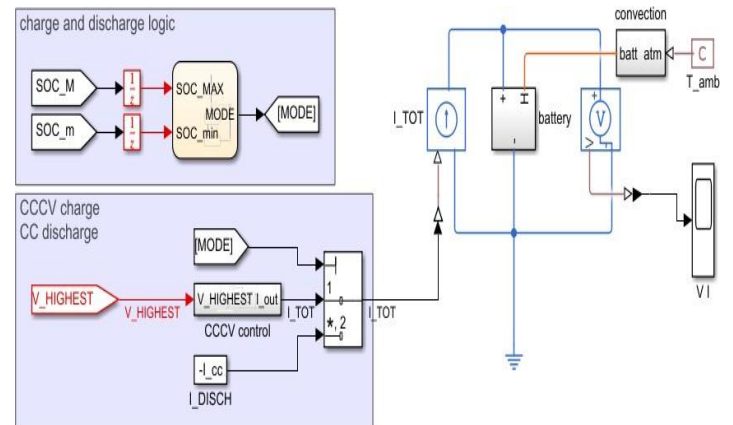 charge and discharge logic
SOC_M
1
z
SOC_MAX
MODE
[MODE]
SOC_m
1
z
SOC_min
CCCV charge
CC discharge
[MODE]
V_HIGHEST
V_HIGHEST
V_HIGHEST I_out
CCCV control
I_TOT
1
*, 2
I_TOT
-I_cc
I_DISCH
convection
batt atm
C
T_amb
I_TOT
+
H
-
battery
+
V
V
V I